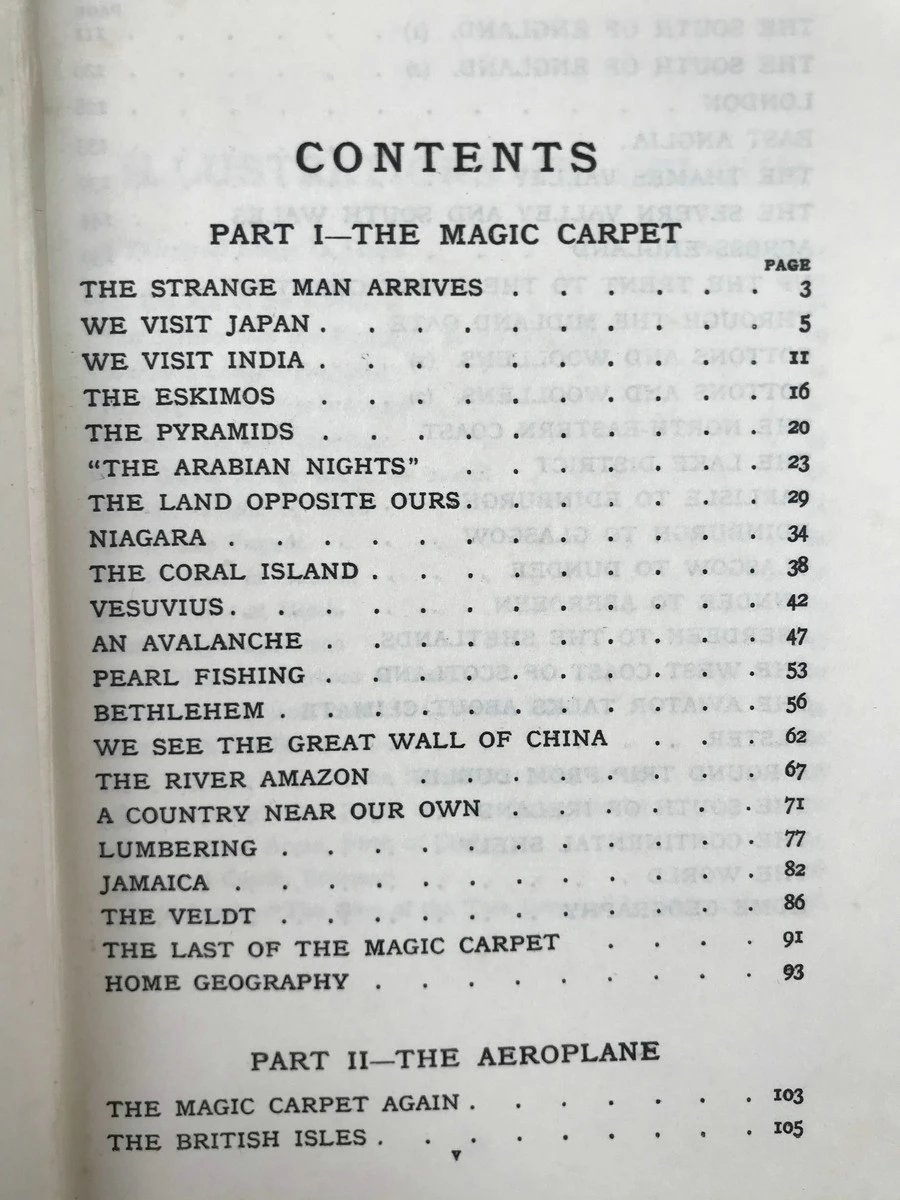 CONTENTS
PART I—THE MAGIC CARPET
PAGE
THE STRANGE MAN ARRIVES . . . . . . 3
WE VISIT JAPAN . . . . . . . . . . 5
WE VISIT INDIA . . . . . . . . . . 11
THE ESKIMOS . . . . . . . . . . 16
THE PYRAMIDS . . . . . . . . . . 20
"THE ARABIAN NIGHTS" . . . . . . . 23
THE LAND OPPOSITE OURS . . . . . . . 29
NIAGARA . . . . . . . . . . . . 34
THE CORAL ISLAND . . . . . . . . . 38
VESUVIUS . . . . . . . . . . . . 42
AN AVALANCHE . . . . . . . . . . 47
PEARL FISHING . . . . . . . . . . 53
BETHLEHEM . . . . . . . . . . . 56
WE SEE THE GREAT WALL OF CHINA . . . 62
THE RIVER AMAZON . . . . . . . . 67
A COUNTRY NEAR OUR OWN . . . . . . 71
LUMBERING . . . . . . . . . . . 77
JAMAICA . . . . . . . . . . . . 82
THE VELDT . . . . . . . . . . . 86
THE LAST OF THE MAGIC CARPET . . . . 91
HOME GEOGRAPHY . . . . . . . . . 93
PART II—THE AEROPLANE
THE MAGIC CARPET AGAIN . . . . . . . 103
THE BRITISH ISLES . . . . . . . . . 105
v